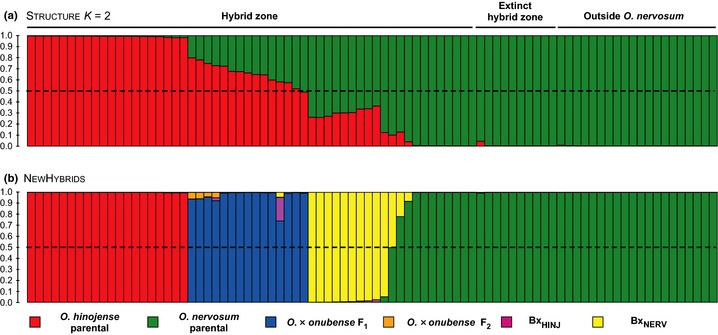 (a) STRUCTURE K = 2
Hybrid zone
Extinct
hybrid zone
Outside O. nervosum
1.0
0.9
0.8
0.7
0.6
0.5
0.4
0.3
0.2
0.1
0.0
(b) NEWHYBRIDS
1.0
0.9
0.8
0.7
0.6
0.5
0.4
0.3
0.2
0.1
0.0
O. hinojense
parental
O. nervosum
parental
O. × onubense F1
O. × onubense F2
BxHINJ
BxNERV